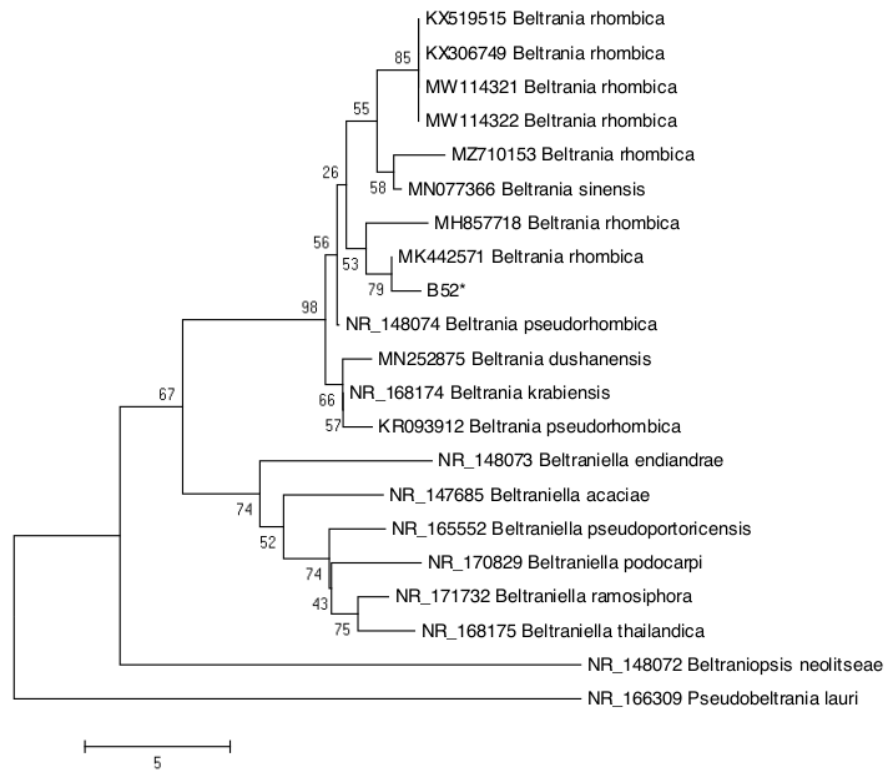 KX519515 Beltrania rhombica
KX306749 Beltrania rhombica
85
MW114321 Beltrania rhombica
55
MW114322 Beltrania rhombica
MZ710153 Beltrania rhombica
26
58
MN077366 Beltrania sinensis
MH857718 Beltrania rhombica
56
53
MK442571 Beltrania rhombica
79
B52*
98
NR_148074 Beltrania pseudorhombica
MN252875 Beltrania dushanensis
67
66
NR_168174 Beltrania krabiensis
57
KR093912 Beltrania pseudorhombica
NR_148073 Beltraniella endiandrae
74
NR_147685 Beltraniella acaciae
52
NR_165552 Beltraniella pseudoportoricensis
74
NR_170829 Beltraniella podocarpi
43
NR_171732 Beltraniella ramosiphora
75
NR_168175 Beltraniella thailandica
NR_148072 Beltraniopsis neolitseae
NR_166309 Pseudobeltrania lauri
5